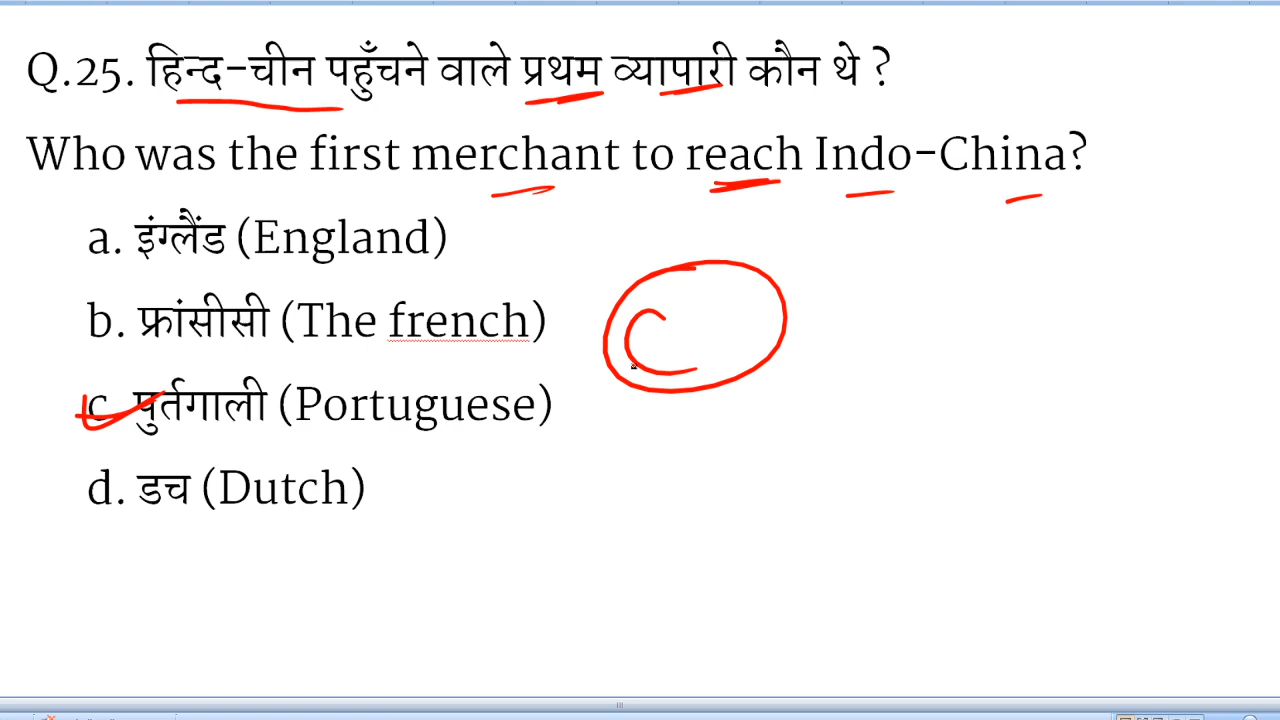 Q.25. हिन्द-चीन पहुँचने वाले प्रथम व्यापारी कौन थे ?
Who was the first merchant to reach Indo-China?
a. इंग्लैंड (England)
b. फ्रांसीसी (The french)
c. पुर्तगाली (Portuguese)
d. डच (Dutch)
C